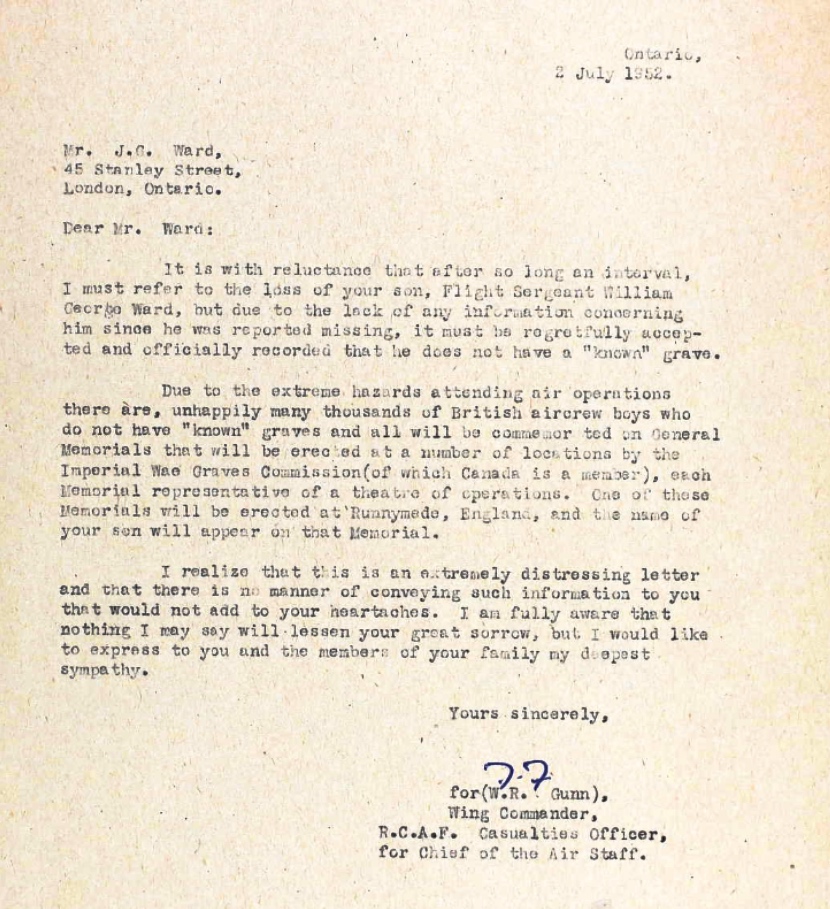 Ontario,
2 July 1952.
Mr. J.G. Ward,
45 Stanley Street,
London, Ontario.
Dear Mr. Ward:
It is with reluctance that after so long an interval,
I must refer to the loss of your son, Flight Sergeant William
George Ward, but due to the lack of any information concerning
him since he was reported missing, it must be regretfully accep-
ted and officially recorded that he does not have a "known" grave.
Due to the extreme hazards attending air operations
there are, unhappily many thousands of British aircrew boys who
do not have "known" graves and all will be commemor ted on General
Memorials that will be erected at a number of locations by the
Imperial Wae Graves Commission(of which Canada is a member), each
Memorial representative of a theatre of operations. One of these
Memorials will be erected at Runnymede, England, and the name of
your son will appear on that Memorial.
I realize that this is an extremely distressing letter
and that there is no manner of conveying such information to you
that would not add to your heartaches. I am fully aware that
nothing I may say will lessen your great sorrow, but I would like
to express to you and the members of your family my deepest
sympathy.
Yours sincerely,
for(W.R. Gunn),
Wing Commander,
R.C.A.F. Casualties Officer,
for Chief of the Air Staff.